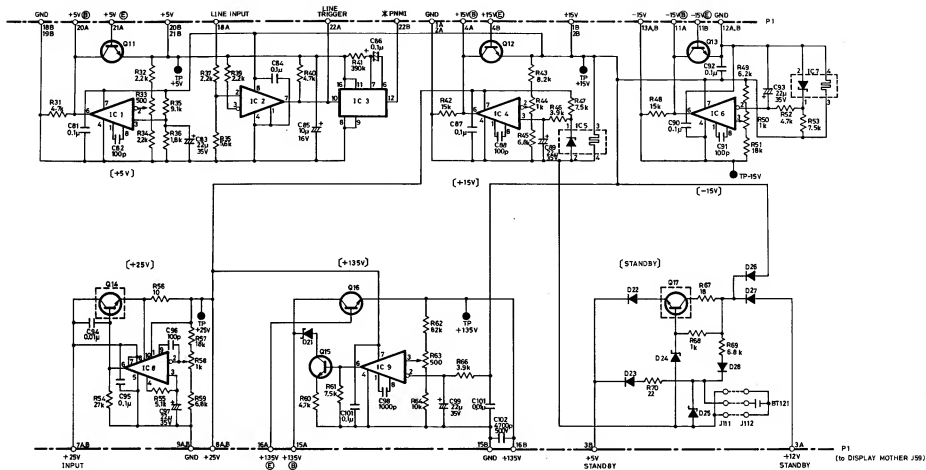 GND 18B 19B
+5V Ⓑ 20A
+5V Ⓔ 21A
+5V 20B 21B
LINE INPUT 18A
LINE TRIGGER 22A
※PNMI 22B
GND 1A 2A
+15V Ⓑ 4A
+15V Ⓔ 4B
+15V 1B 2B
-15V 13A,B
-15V Ⓑ 11A
-15V Ⓔ 11B
GND 12A,B
P1
Q11
TP +5V
R31 4.7k
C81 0.1μ
IC 1
C82 100p
R32 2.2k
R33 500
R34 2.2k
R35 5.1k
R36 1.8k
C83 22μ 35V
R37 2.2k
R39 2.2k
R35 1.6k
C84 0.1μ
IC 2
R40 4.7k
C85 10μ 16V
R41 390k
C86 0.1μ
IC 3
(+5V)
Q12
TP +15V
R42 15k
C87 0.1μ
IC 4
C88 100p
R43 8.2k
R44 1k
R45 6.8k
R46 3.9k
R47 7.5k
C89 22μ 35V
IC 5
(+15V)
Q13
C92 0.1μ
R48 15k
C90 0.1μ
IC 6
C91 100p
R49 6.2k
R50 1k
R51 18k
C93 22μ 35V
R52 4.7k
R53 7.5k
IC 7
TP-15V
(-15V)
(+25V)
Q14
R56 10
TP +25V
C94 0.01μ
C96 100p
R57 18k
R58 1k
R59 6.8k
IC 8
R54 27k
C95 0.1μ
R55 5.1k
C97 22μ 35V
(+135V)
Q16
TP +135V
D21
Q15
R60 4.7k
R61 7.5k
C101 0.1μ
IC 9
C98 1000p
R62 82k
R63 500
R64 10k
R66 3.9k
C99 22μ 35V
C101 0.01μ
C102 4700p 500V
(STANDBY)
D22
Q17
R67 18
D26
D27
R68 1k
D24
R69 6.8k
D28
D23
R70 22
D25
J111
J112
BT121
7A,B +25V INPUT
9A,B GND
8A,B +25V
16A +135V Ⓔ
15A +135V Ⓑ
15B GND
16B +135V
3B +5V STANDBY
3A +12V STANDBY
P1
(to DISPLAY MOTHER J59)